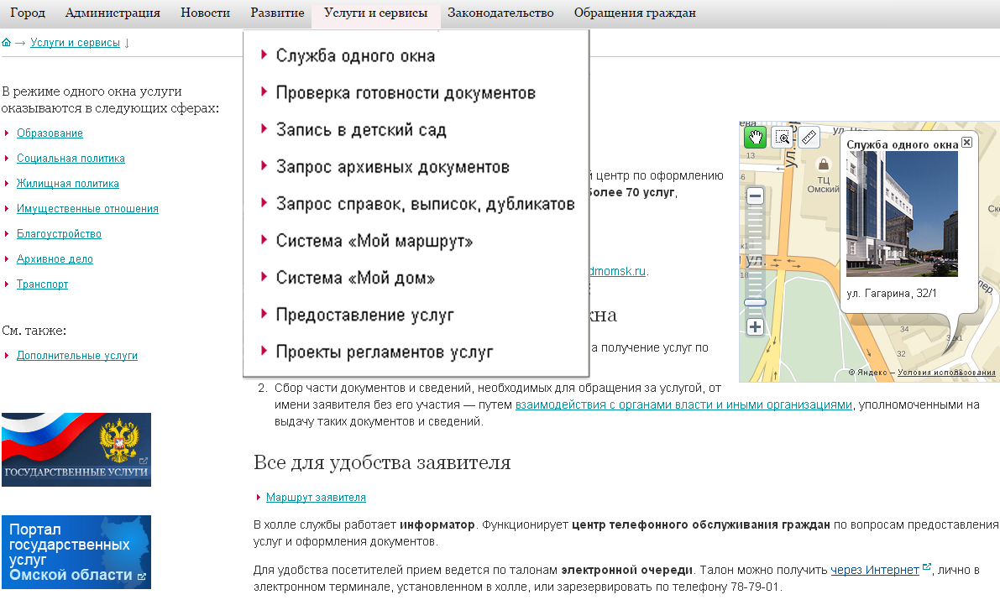 Город Администрация Новости Развитие Услуги и сервисы Законодательство Обращения граждан
Услуги и сервисы
В режиме одного окна услуги
оказываются в следующих сферах:
Образование
Социальная политика
Жилищная политика
Имущественные отношения
Благоустройство
Архивное дело
Транспорт
См. также:
Дополнительные услуги
ГОСУДАРСТВЕННЫЕ УСЛУГИ
Портал
государственных
услуг
Омской области
Служба одного окна
Проверка готовности документов
Запись в детский сад
Запрос архивных документов
Запрос справок, выписок, дубликатов
Система «Мой маршрут»
Система «Мой дом»
Предоставление услуг
Проекты регламентов услуг
й центр по оформлению
более 70 услуг,
dmomsk.ru.
кна
а получение услуг по
2. Сбор части документов и сведений, необходимых для обращения за услугой, от
имени заявителя без его участия — путем взаимодействия с органами власти и иными организациями, уполномоченными на
выдачу таких документов и сведений.
Все для удобства заявителя
Маршрут заявителя
В холле службы работает информатор. Функционирует центр телефонного обслуживания граждан по вопросам предоставления
услуг и оформления документов.
Для удобства посетителей прием ведется по талонам электронной очереди. Талон можно получить через Интернет, лично в
электронном терминале, установленном в холле, или зарезервировать по телефону 78-79-01.
13
ТЦ
Омский
18
Служба одного окна
ул. Гагарина, 32/1
34
32
© Яндекс — Условия использования